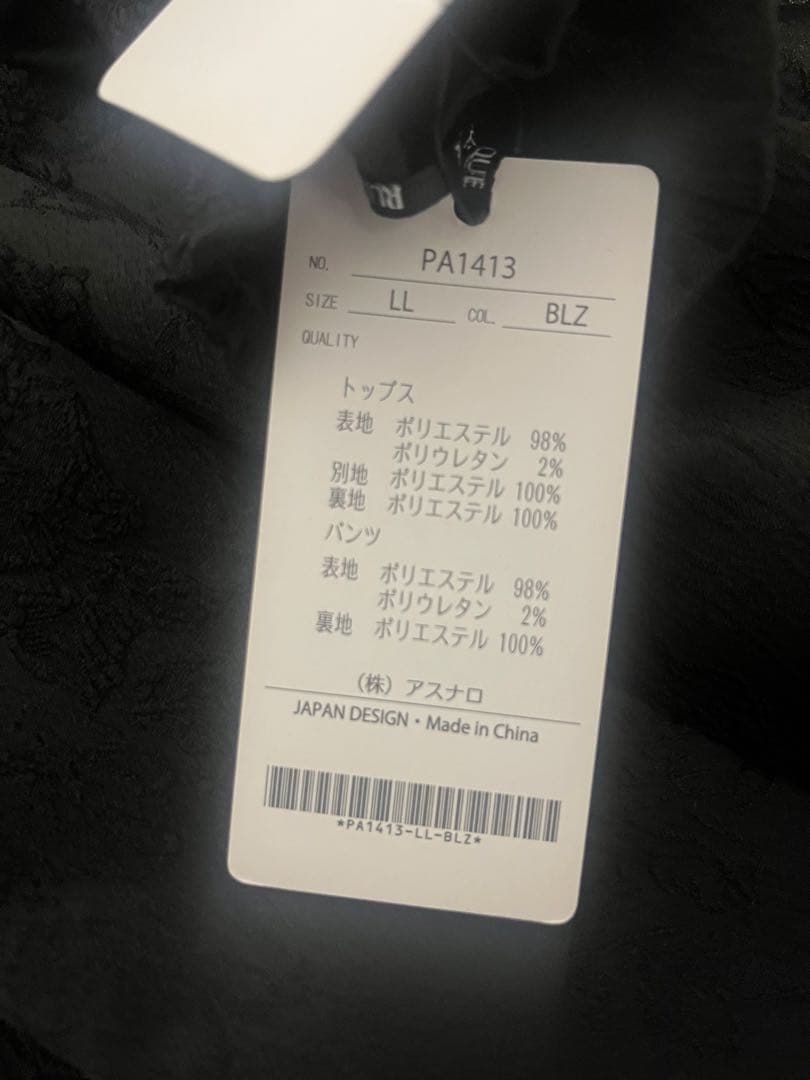 NO. PA1413
SIZE LL COL. BLZ
QUALITY
トップス
表地 ポリエステル 98%
ポリウレタン 2%
別地 ポリエステル 100%
裏地 ポリエステル 100%
パンツ
表地 ポリエステル 98%
ポリウレタン 2%
裏地 ポリエステル 100%
(株) アスナロ
JAPAN DESIGN・Made in China
*PA1413-LL-BLZ*